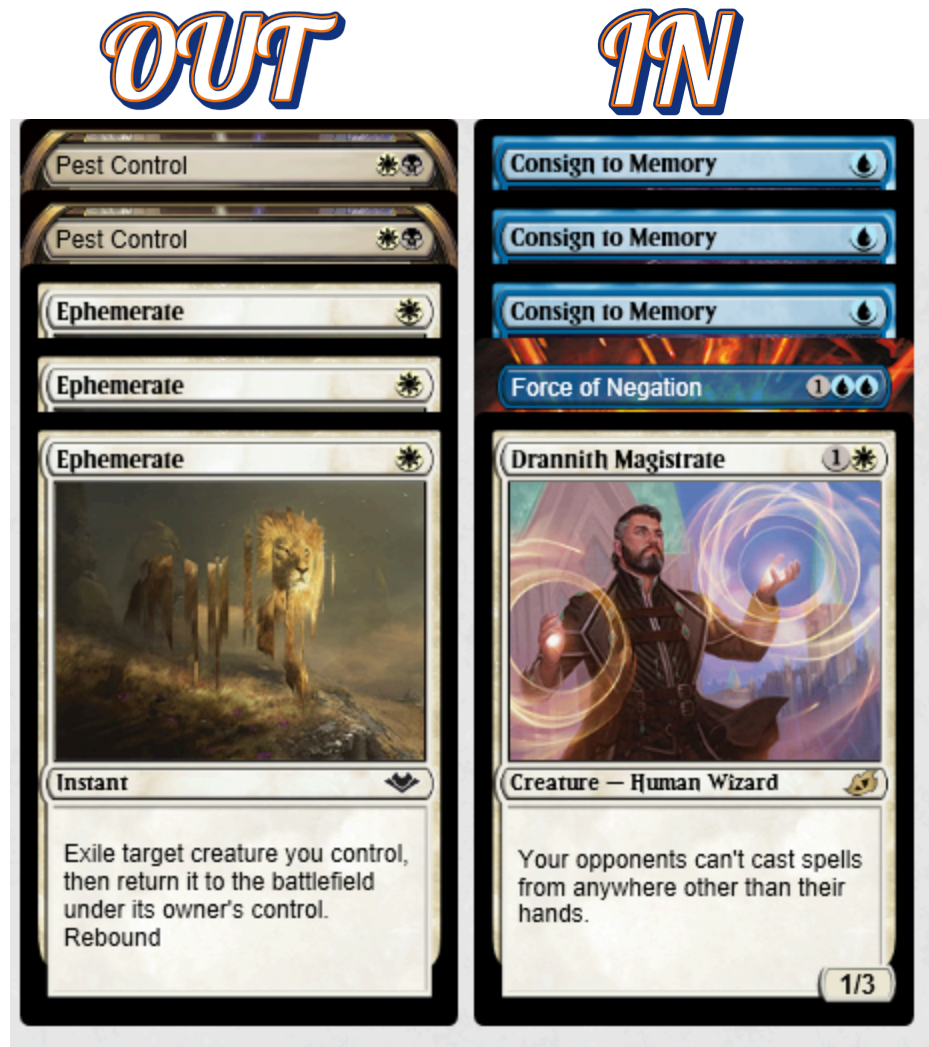 OUT
Pest Control
Pest Control
Ephemerate
Ephemerate
Ephemerate
Instant
Exile target creature you control,
then return it to the battlefield
under its owner's control.
Rebound
IN
Consign to Memory
Consign to Memory
Consign to Memory
Force of Negation 1
Drannith Magistrate 1
Creature — Human Wizard
Your opponents can't cast spells
from anywhere other than their
hands.
1/3